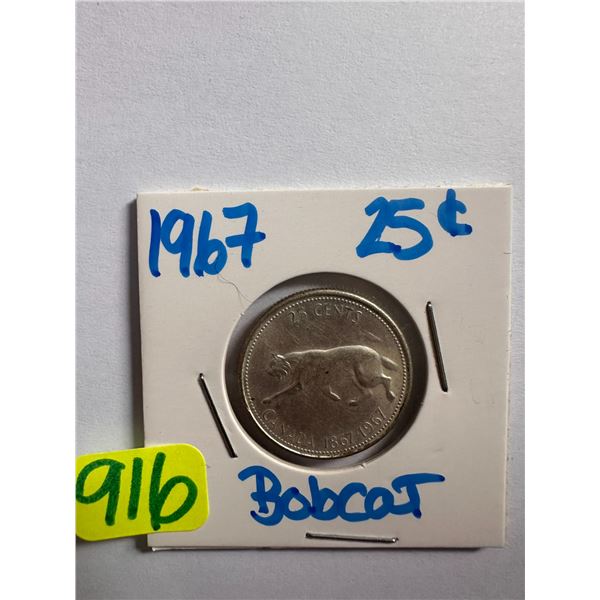 1967 25¢
25 CENTS
CANADA 1867-1967
BobcaT
916